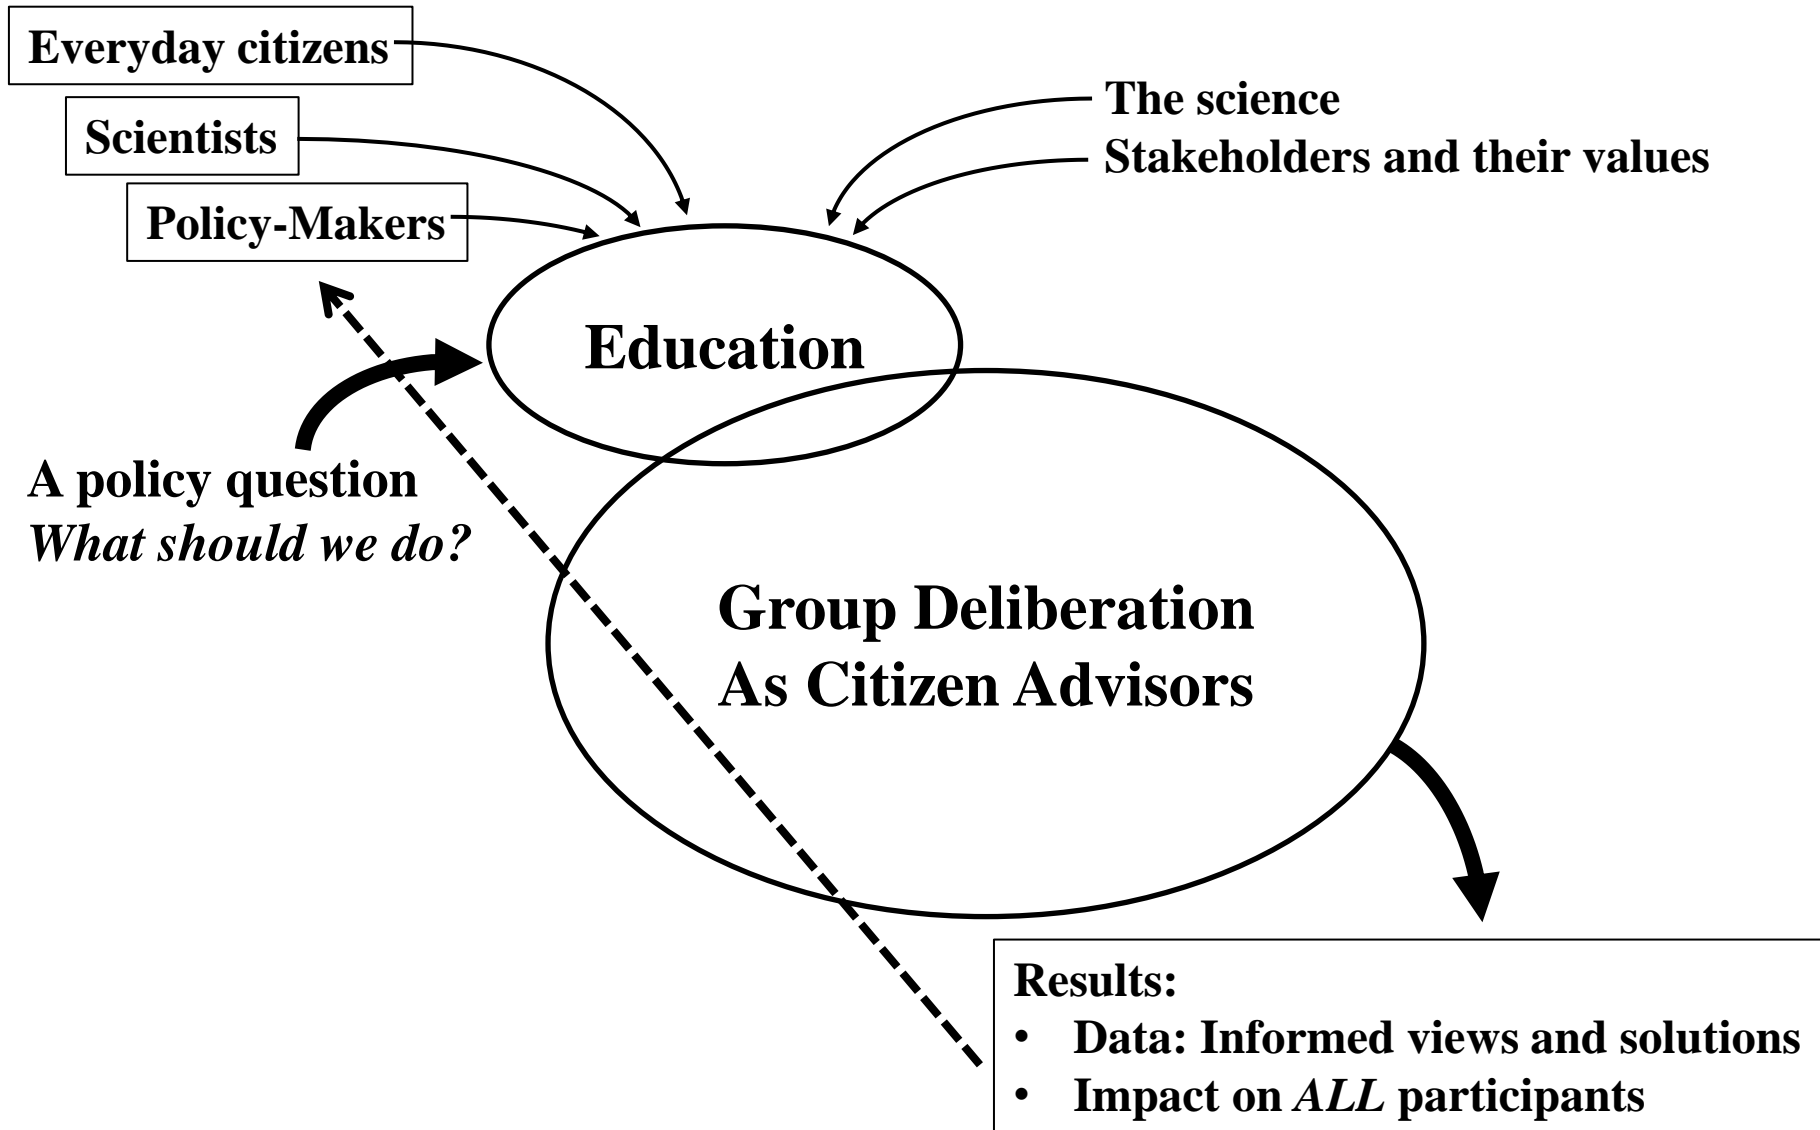 Everyday citizens
Scientists
Policy-Makers
The science
Stakeholders and their values
Education
A policy question
What should we do?
Group Deliberation
As Citizen Advisors
Results:
• Data: Informed views and solutions
• Impact on ALL participants